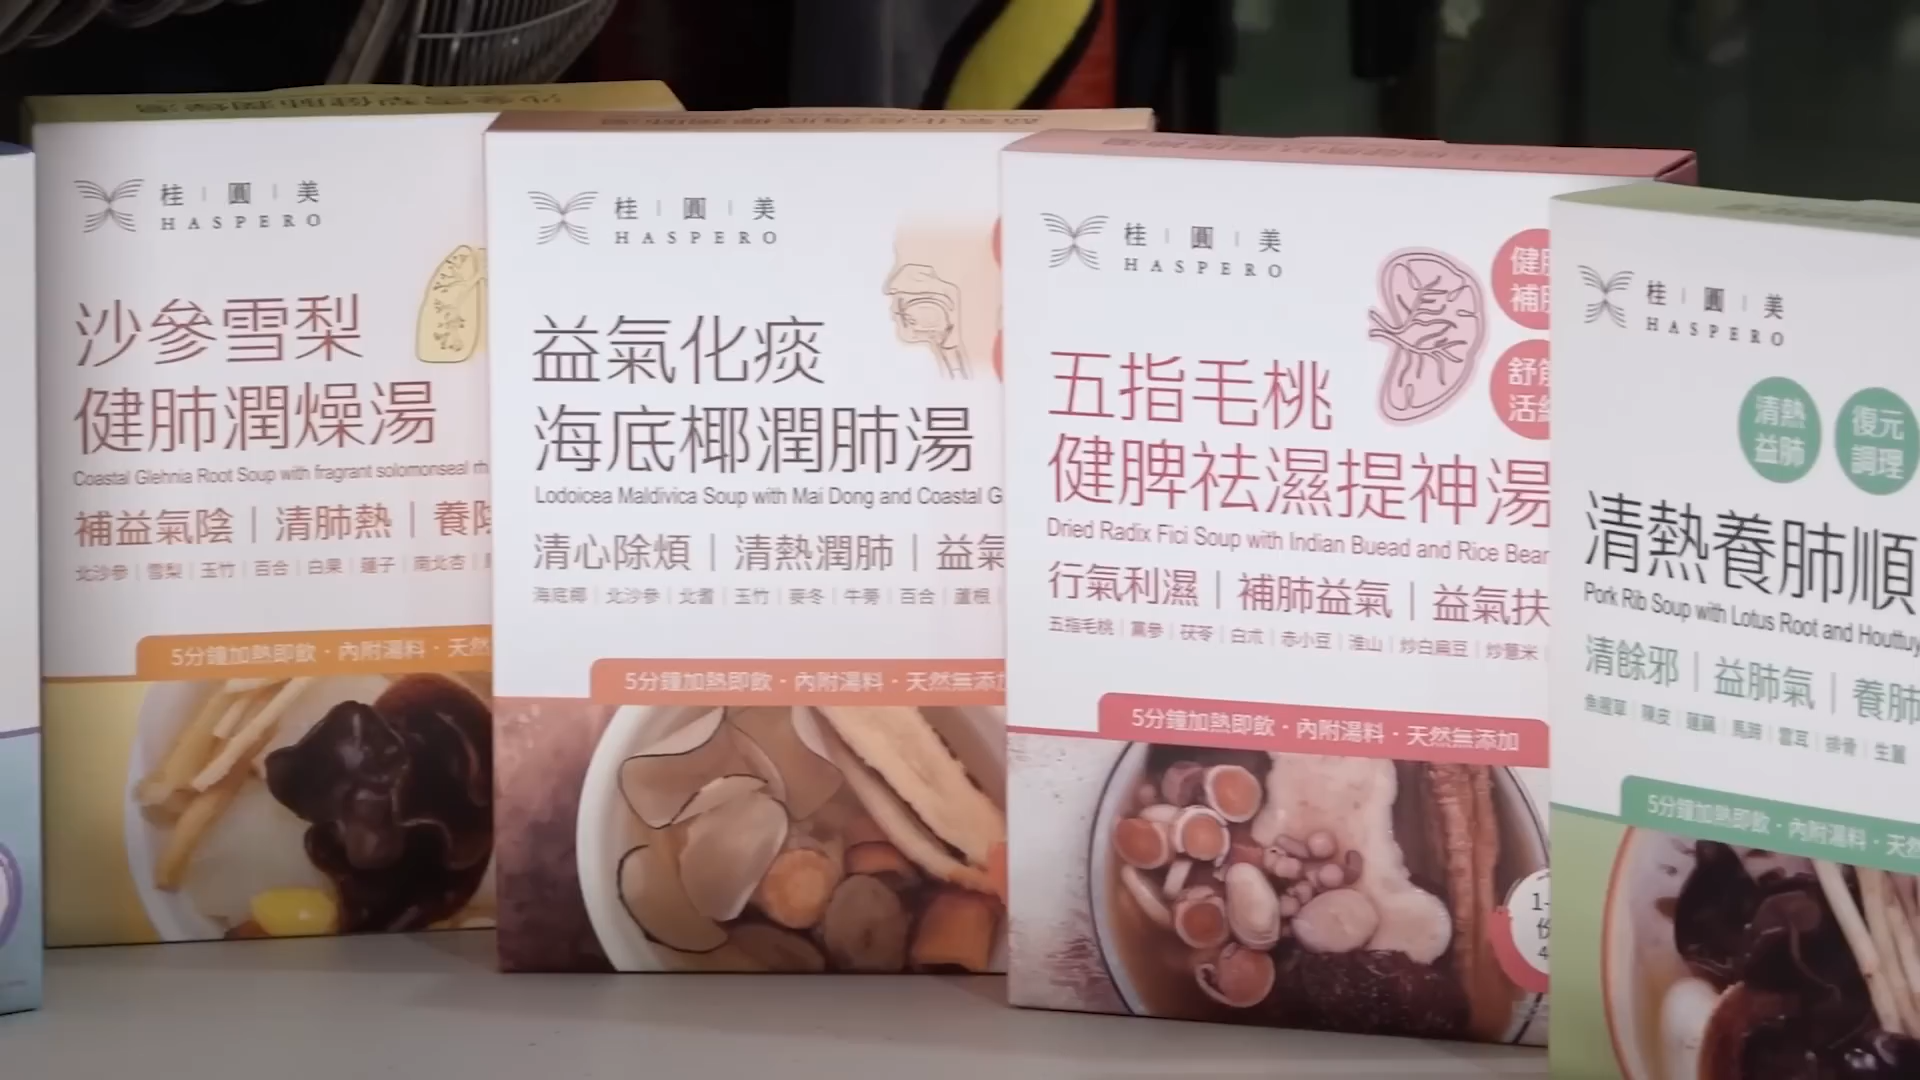 桂 | 圓 | 美
HASPERO
沙參雪梨
健肺潤燥湯
Coastal Glehnia Root Soup with fragrant solomonseal
補益氣陰 | 清肺熱 |
北沙參 | 雪梨 | 玉竹 | 百合 | 白果 | 蓮子 | 南北杏
5分鐘加熱即飲・內附湯料・天然
桂 | 圓 | 美
HASPERO
益氣化痰
海底椰潤肺湯
Lodoicea Maldivica Soup with Mai Dong and Coastal
清心除煩 | 清熱潤肺 | 益氣
海底椰 | 北沙參 | 北耆 | 玉竹 | 麥冬 | 牛蒡 | 百合 | 蘆根
5分鐘加熱即飲・內附湯料・天然無添
桂 | 圓 | 美
HASPERO
五指毛桃
健脾祛濕提神湯
Dried Radix Fici Soup with Indian Buead and Rice Bean
行氣利濕 | 補肺益氣 | 益氣扶
五指毛桃 | 黨參 | 茯苓 | 白朮 | 赤小豆 | 淮山 | 炒白扁豆 | 炒薏米
5分鐘加熱即飲・內附湯料・天然無添加
桂 | 圓 | 美
HASPERO
清熱
益肺
復元
調理
清熱養肺順
Pork Rib Soup with Lotus Root and
清餘邪 | 益肺氣 | 養肺
魚腥草 | 陳皮 | 蓮藕 | 馬蹄 | 雲耳 | 排骨 | 生薑
5分鐘加熱即飲・內附湯料・天然